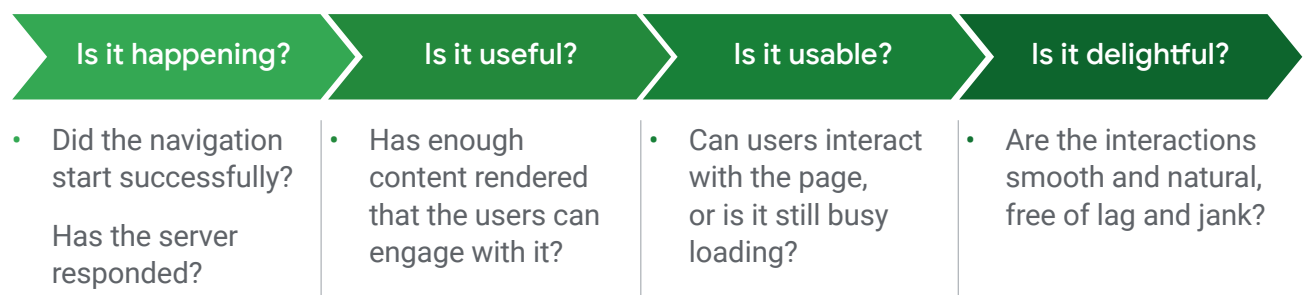 Is it happening?
Is it useful?
Is it usable?
Is it delightful?
• Did the navigation
start successfully?
Has the server
responded?
• Has enough
content rendered
that the users can
engage with it?
• Can users interact
with the page,
or is it still busy
loading?
• Are the interactions
smooth and natural,
free of lag and jank?